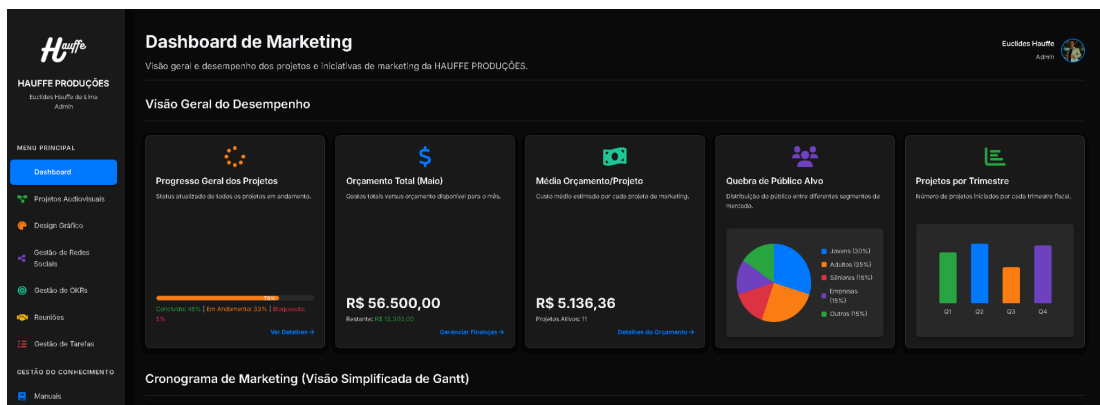 Hauffe
HAUFFE PRODUÇÕES
Euclides Hauffe de Lima
Admin
MENU PRINCIPAL
Dashboard
Projetos Audiovisuais
Design Gráfico
Gestão de Redes
Sociais
Gestão de OKRs
Reuniões
Gestão de Tarefas
GESTÃO DO CONHECIMENTO
Manuais
Dashboard de Marketing
Visão geral e desempenho dos projetos e iniciativas de marketing da HAUFFE PRODUÇÕES.
Euclides Hauffe
Admin
Visão Geral do Desempenho
Progresso Geral dos Projetos
Status atualizado de todos os projetos em andamento.
78%
Concluído: 45% | Em Andamento: 33% | Bloqueado:
5%
Ver Detalhes →
Orçamento Total (Maio)
Gastos totais versus orçamento disponível para o mês.
R$ 56.500,00
Restante: R$ 12.300,00
Gerenciar Finanças →
Média Orçamento/Projeto
Custo médio estimado por cada projeto de marketing.
R$ 5.136,36
Projetos Ativos: 11
Detalhes do Orçamento →
Quebra de Público Alvo
Distribuição do público entre diferentes segmentos de
mercado.
Jovens (30%)
Adultos (25%)
Sêniores (15%)
Empresas
(15%)
Outros (15%)
Projetos por Trimestre
Número de projetos iniciados por cada trimestre fiscal.
Q1 Q2 Q3 Q4
Cronograma de Marketing (Visão Simplificada de Gantt)